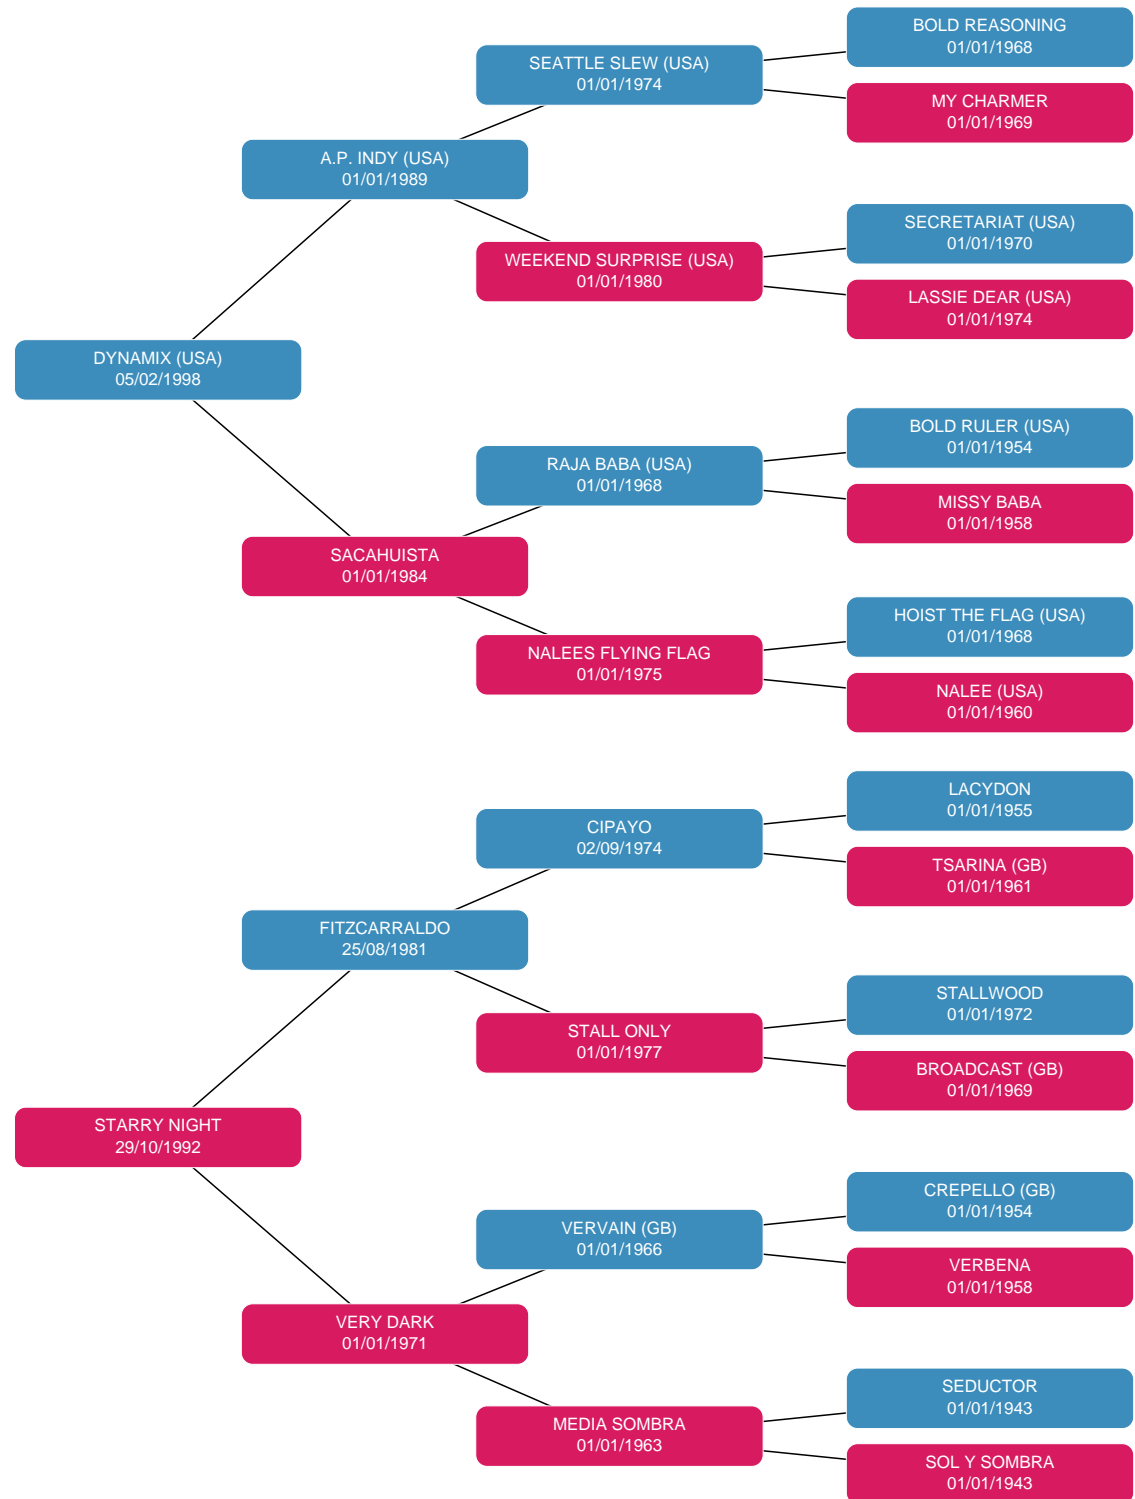 BOLD REASONING
01/01/1968
SEATTLE SLEW (USA)
01/01/1974
MY CHARMER
01/01/1969
A.P. INDY (USA)
01/01/1989
SECRETARIAT (USA)
01/01/1970
WEEKEND SURPRISE (USA)
01/01/1980
LASSIE DEAR (USA)
01/01/1974
DYNAMIX (USA)
05/02/1998
BOLD RULER (USA)
01/01/1954
RAJA BABA (USA)
01/01/1968
MISSY BABA
01/01/1958
SACAHUISTA
01/01/1984
HOIST THE FLAG (USA)
01/01/1968
NALEES FLYING FLAG
01/01/1975
NALEE (USA)
01/01/1960
LACYDON
01/01/1955
CIPAYO
02/09/1974
TSARINA (GB)
01/01/1961
FITZCARRALDO
25/08/1981
STALLWOOD
01/01/1972
STALL ONLY
01/01/1977
BROADCAST (GB)
01/01/1969
STARRY NIGHT
29/10/1992
CREPELLO (GB)
01/01/1954
VERVAIN (GB)
01/01/1966
VERBENA
01/01/1958
VERY DARK
01/01/1971
SEDUCTOR
01/01/1943
MEDIA SOMBRA
01/01/1963
SOL Y SOMBRA
01/01/1943